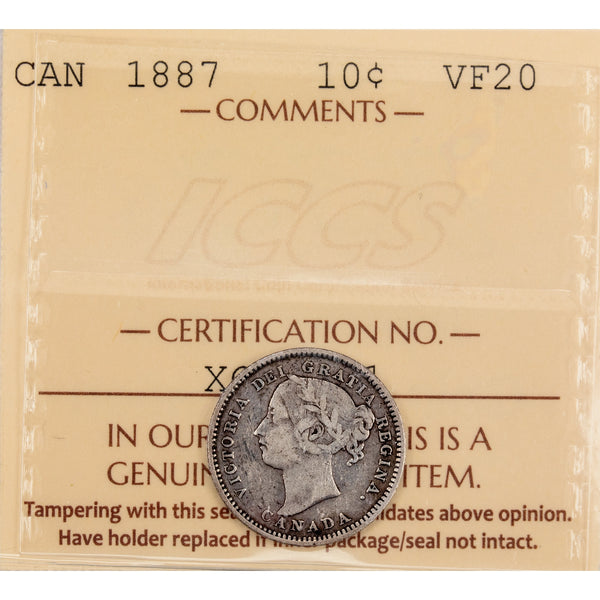 CAN 1887 10¢ VF20
— COMMENTS —
ICCS
— CERTIFICATION NO. —
IN OUR IS IS A
GENUIN ITEM.
Tampering with this se idates above opinion.
Have holder replaced if package/seal not intact.
VICTORIA DEI GRATIA REGINA.
CANADA